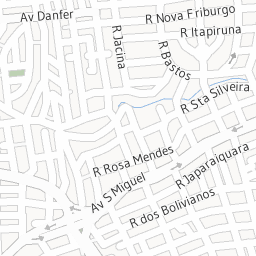 Av Danfer
R Nova Friburgo
R Itapiruna
R Jacina
R Bastos
R Sta Silveira
R Rosa Mendes
R Japaraiquara
Av S Miguel
R dos Bolivianos